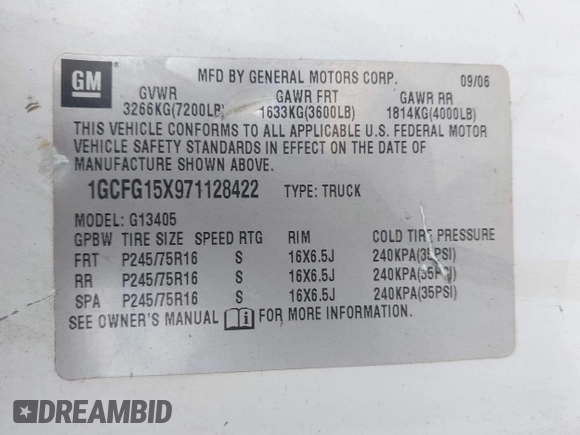 GM
MFD BY GENERAL MOTORS CORP. 09/06
GVWR GAWR FRT GAWR RR
3266KG(7200LB) 1633KG(3600LB) 1814KG(4000LB)
THIS VEHICLE CONFORMS TO ALL APPLICABLE U.S. FEDERAL MOTOR
VEHICLE SAFETY STANDARDS IN EFFECT ON THE DATE OF
MANUFACTURE SHOWN ABOVE.
1GCFG15X971128422 TYPE: TRUCK
MODEL: G13405
GPBW TIRE SIZE SPEED RTG RIM COLD TIRE PRESSURE
FRT P245/75R16 S 16X6.5J 240KPA(35PSI)
RR P245/75R16 S 16X6.5J 240KPA(35PSI)
SPA P245/75R16 S 16X6.5J 240KPA(35PSI)
SEE OWNER'S MANUAL FOR MORE INFORMATION.
DREAMBID